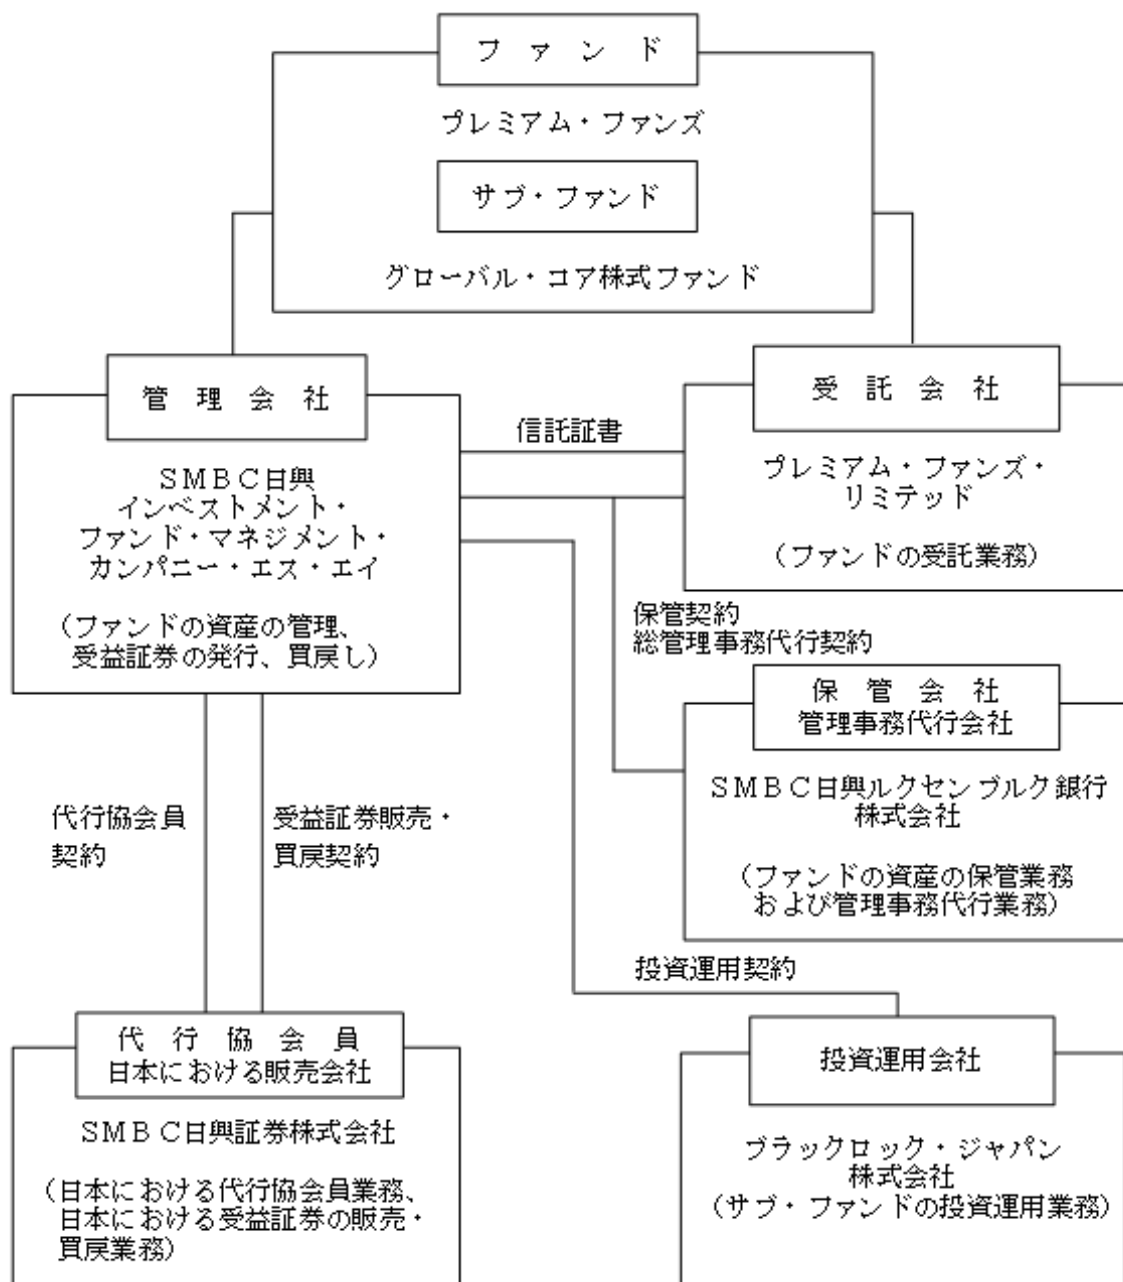 ファンド
プレミアム・ファンズ
サブ・ファンド
グローバル・コア株式ファンド
管理会社
SMBC日興
インベストメント・
ファンド・マネジメント・
カンパニー・エス・エイ
(ファンドの資産の管理、
受益証券の発行、買戻し)
信託証書
受託会社
プレミアム・ファンズ・
リミテッド
(ファンドの受託業務)
保管契約
総管理事務代行契約
保管会社
管理事務代行会社
SMBC日興ルクセンブルク銀行
株式会社
(ファンドの資産の保管業務
および管理事務代行業務)
代行協会員
契約
受益証券販売・
買戻契約
投資運用契約
代行協会員
日本における販売会社
SMBC日興証券株式会社
(日本における代行協会員業務、
日本における受益証券の販売・
買戻業務)
投資運用会社
ブラックロック・ジャパン
株式会社
(サブ・ファンドの投資運用業務)